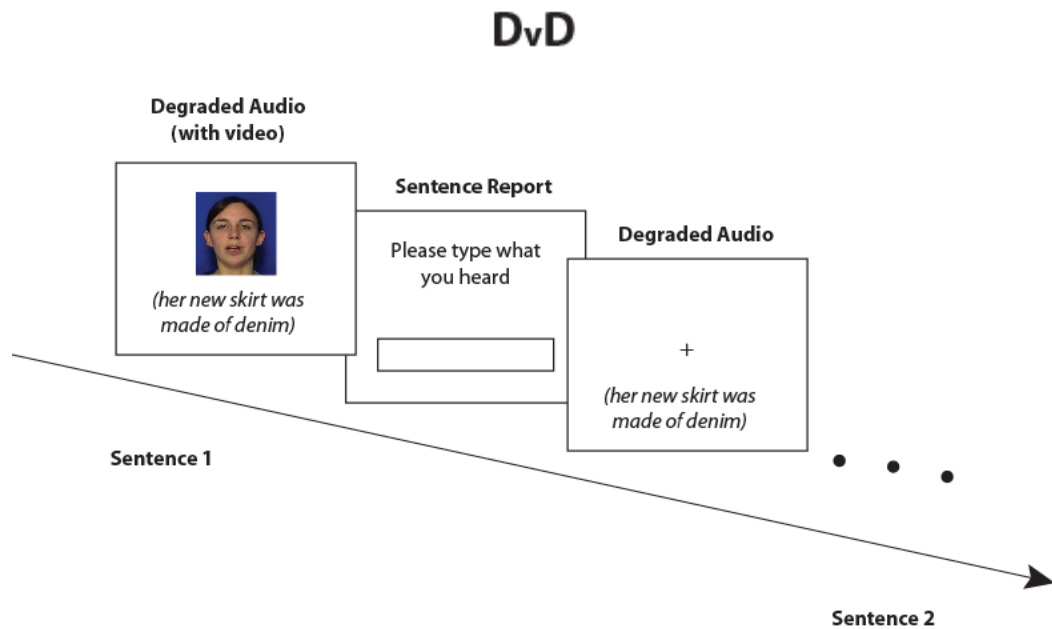 DvD
Degraded Audio
(with video)
(her new skirt was
made of denim)
Sentence Report
Please type what
you heard
Degraded Audio
+
(her new skirt was
made of denim)
Sentence 1
Sentence 2